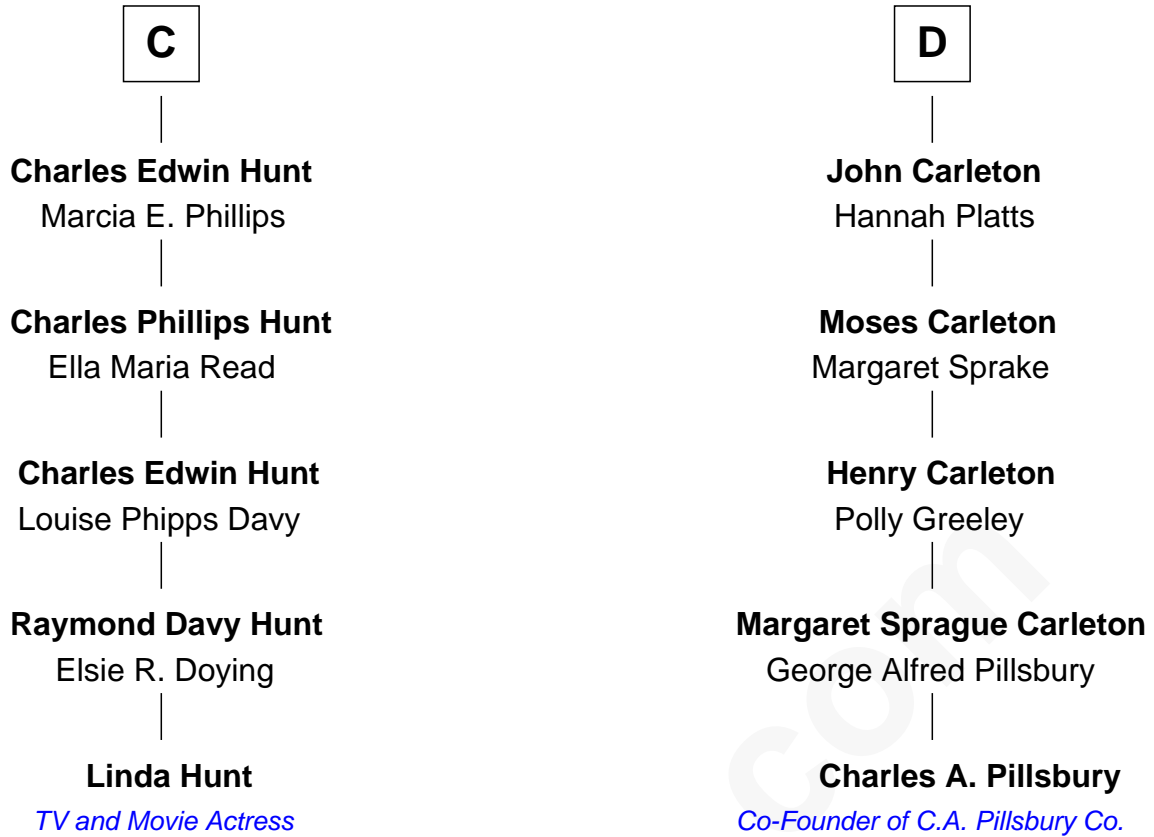 C
Charles Edwin Hunt
Marcia E. Phillips
Charles Phillips Hunt
Ella Maria Read
Charles Edwin Hunt
Louise Phipps Davy
Raymond Davy Hunt
Elsie R. Doying
Linda Hunt
TV and Movie Actress
D
John Carleton
Hannah Platts
Moses Carleton
Margaret Sprake
Henry Carleton
Polly Greeley
Margaret Sprague Carleton
George Alfred Pillsbury
Charles A. Pillsbury
Co-Founder of C.A. Pillsbury Co.
com